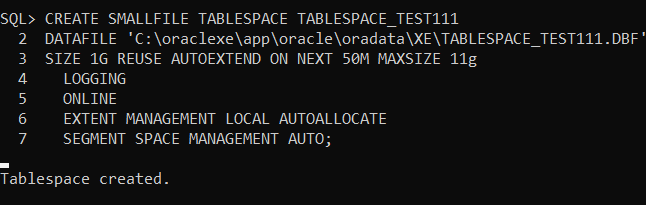 SQL> CREATE SMALLFILE TABLESPACE TABLESPACE_TEST111
2 DATAFILE 'C:\oraclexe\app\oracle\oradata\XE\TABLESPACE_TEST111.DBF'
3 SIZE 1G REUSE AUTOEXTEND ON NEXT 50M MAXSIZE 11g
4 LOGGING
5 ONLINE
6 EXTENT MANAGEMENT LOCAL AUTOALLOCATE
7 SEGMENT SPACE MANAGEMENT AUTO;
Tablespace created.